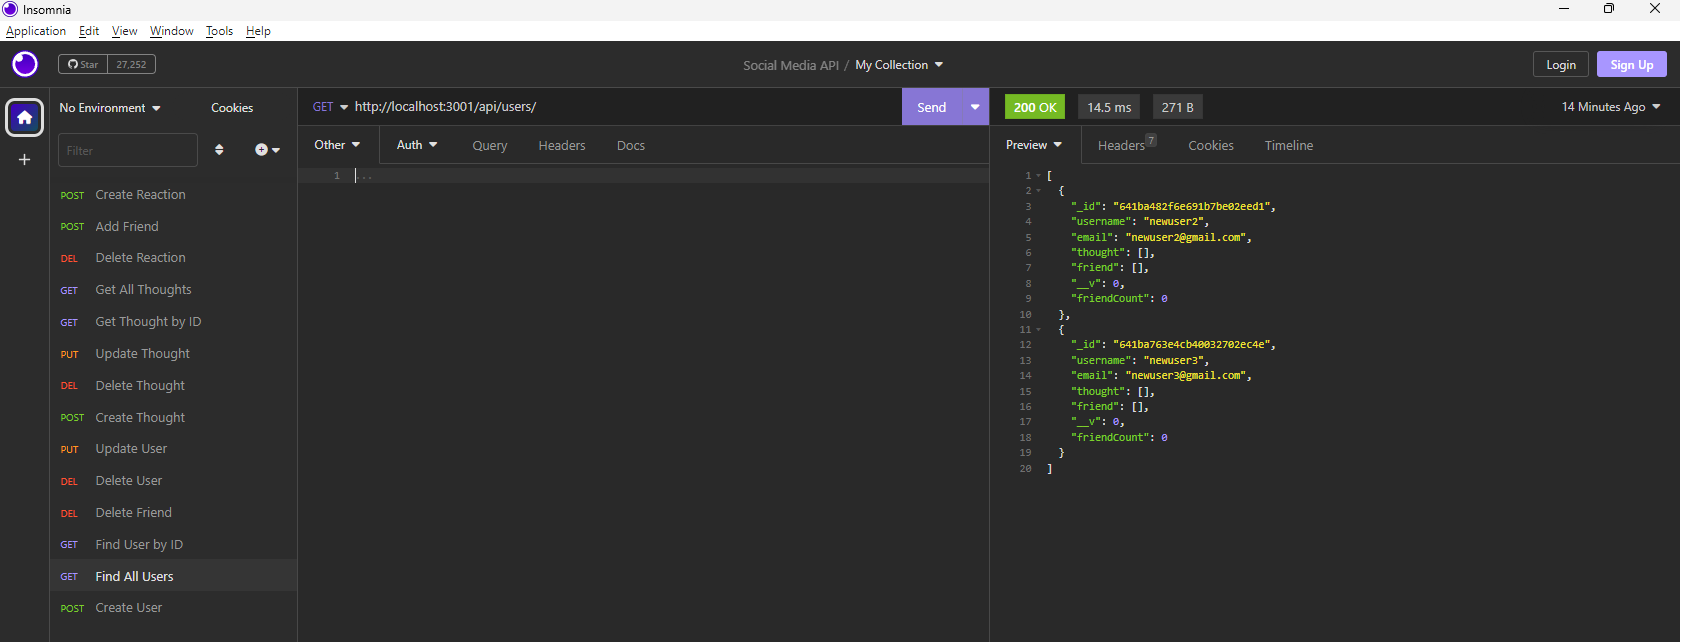 Insomnia
Application Edit View Window Tools Help
Star 27,252
Social Media API / My Collection
Login Sign Up
No Environment Cookies
GET http://localhost:3001/api/users/ Send
200 OK 14.5 ms 271 B 14 Minutes Ago
Filter
Other Auth Query Headers Docs
Preview Headers 7 Cookies Timeline
POST Create Reaction
POST Add Friend
DEL Delete Reaction
GET Get All Thoughts
GET Get Thought by ID
PUT Update Thought
DEL Delete Thought
POST Create Thought
PUT Update User
DEL Delete User
DEL Delete Friend
GET Find User by ID
GET Find All Users
POST Create User
1 ...
1 [
2 {
3 "_id": "641ba482f6e691b7be02eed1",
4 "username": "newuser2",
5 "email": "newuser2@gmail.com",
6 "thought": [],
7 "friend": [],
8 "__v": 0,
9 "friendCount": 0
10 },
11 {
12 "_id": "641ba763e4cb40032702ec4e",
13 "username": "newuser3",
14 "email": "newuser3@gmail.com",
15 "thought": [],
16 "friend": [],
17 "__v": 0,
18 "friendCount": 0
19 }
20 ]